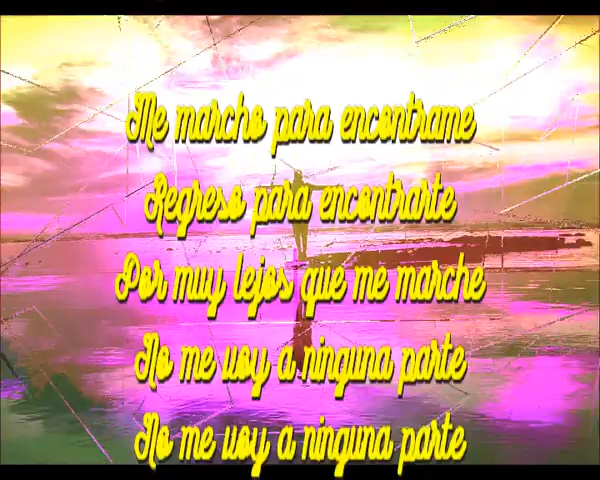 Me marcho para encontrame
Regreso para encontrarte
Por muy lejos que me marche
No me voy a ninguna parte
No me voy a ninguna parte